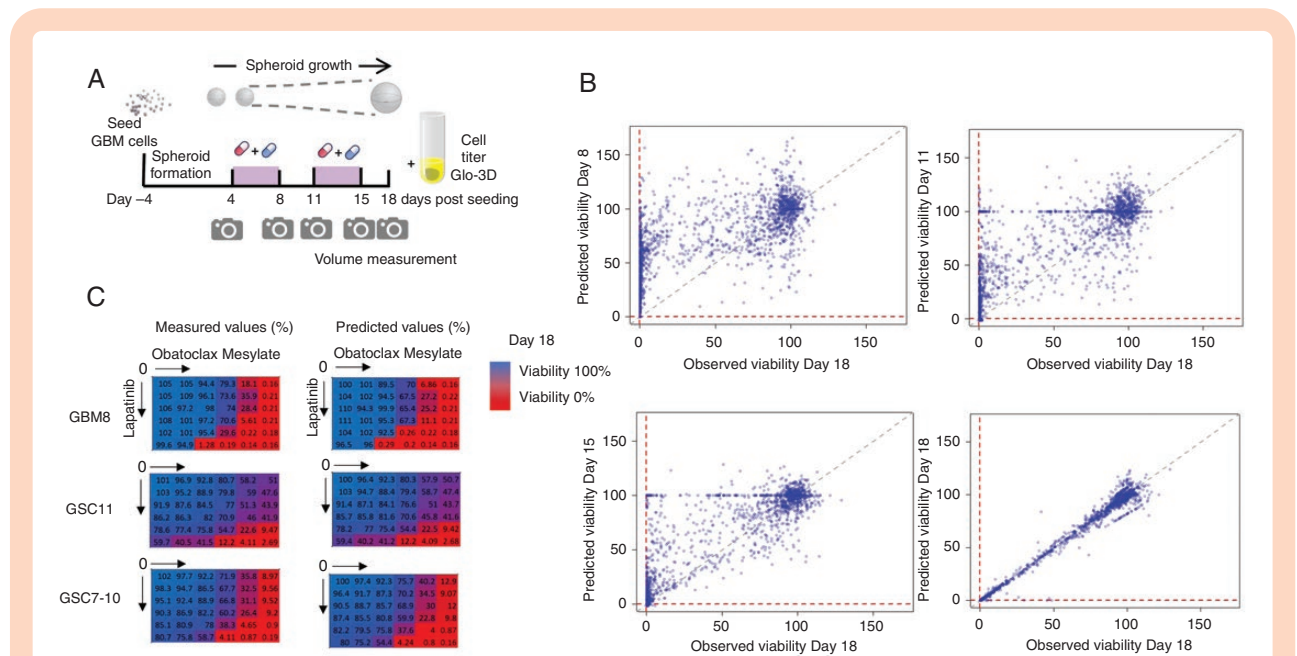 A
Spheroid growth
Seed
GBM cells
Spheroid
formation
+
+
+
Cell
titer
Glo-3D
Day –4
4
8
11
15
18 days post seeding
Volume measurement
B
Predicted viability Day 8
150
100
50
0
0
50
100
150
Observed viability Day 18
Predicted viability Day 11
150
100
50
0
0
50
100
150
Observed viability Day 18
Predicted viability Day 15
150
100
50
0
0
50
100
150
Observed viability Day 18
Predicted viability Day 18
150
100
50
0
0
50
100
150
Observed viability Day 18
C
Measured values (%)
Predicted values (%)
Obatoclax Mesylate
Obatoclax Mesylate
Day 18
Viability 100%
Viability 0%
Lapatinib
Lapatinib
GBM8
0
105 105 94.4 79.3 18.1 0.16
105 109 96.1 73.6 35.9 0.21
106 97.2 98 74 28.4 0.21
108 101 97.2 70.6 5.61 0.21
102 101 95.4 29.6 0.22 0.18
99.6 94.9 1.28 0.19 0.14 0.16
0
100 101 89.5 70 6.86 0.16
104 102 94.5 67.5 27.2 0.22
110 94.3 99.9 65.4 25.2 0.21
111 101 95.3 67.3 11.1 0.21
104 102 92.5 0.26 0.22 0.18
96.5 96 0.29 0.2 0.14 0.16
GSC11
0
101 96.9 92.8 80.7 58.2 51
103 95.2 88.9 79.8 59 47.6
91.9 87.6 84.5 77 51.3 43.9
86.2 86.3 82 70.9 46 41.9
78.6 77.4 75.8 54.7 22.6 9.47
59.7 40.5 41.5 12.2 4.11 2.69
0
100 96.4 92.3 80.3 57.9 50.7
103 94.7 88.4 79.4 58.7 47.4
91.4 87.1 84.1 76.6 51 43.7
85.7 85.8 81.6 70.6 45.8 41.6
78.2 77 75.4 54.4 22.5 9.42
59.4 40.2 41.2 12.2 4.09 2.68
GSC7-10
0
102 97.7 92.2 71.9 35.8 8.97
98.3 94.7 86.5 67.7 32.5 9.56
95.1 92.4 88.9 66.8 31.1 9.52
90.3 86.9 82.2 60.2 26.4 9.2
85.1 80.9 78 38.3 4.65 0.9
80.7 75.8 58.7 4.11 0.87 0.19
0
100 97.4 92.3 75.7 40.2 12.9
96.4 91.7 87.3 70.2 34.5 9.07
90.5 88.7 85.7 68.9 30 12
87.4 85.5 80.8 59.9 22.8 9.8
82.2 79.5 75.8 37.6 4 0.87
80 75.2 54.4 4.24 0.8 0.16